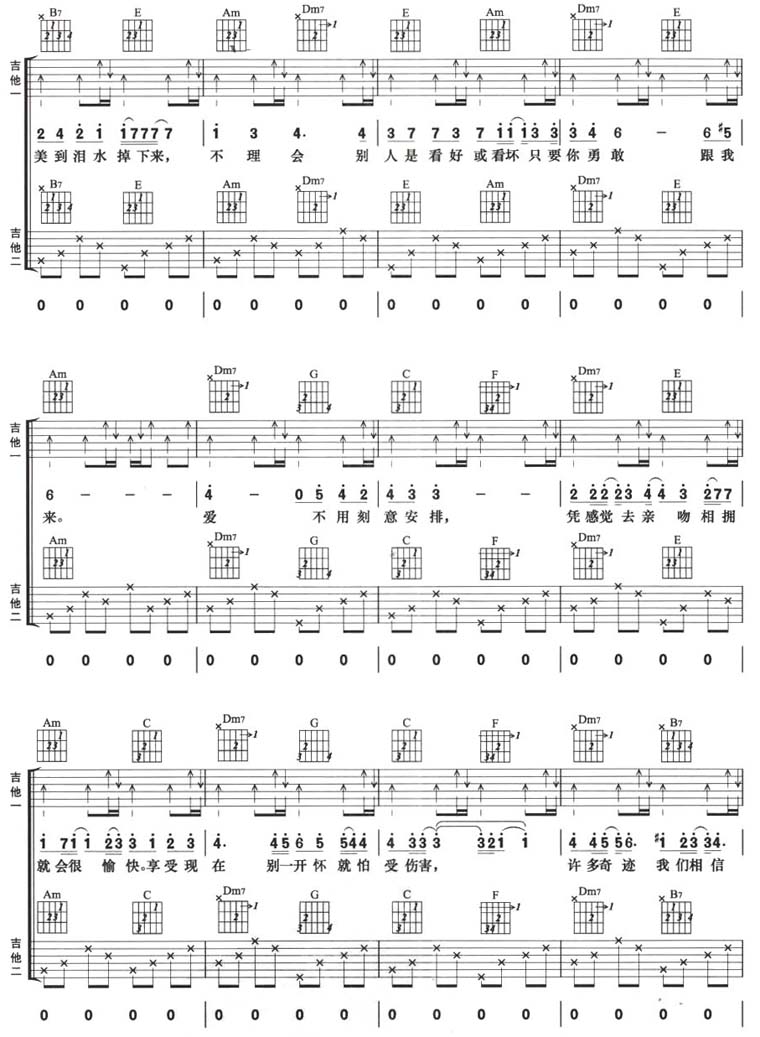 B7 E Am Dm7 E Am Dm7 E
吉他一
2 4 2 1 1 7 7 7 7 1 3 4. 4 3 7 7 3 7 1 1 1 3 3 3 4 6 - 6 #5
美到泪水掉下来, 不理会别人是看好或看坏只要你勇敢 跟我
B7 E Am Dm7 E Am Dm7 E
吉他二
0 0 0 0 | 0 0 0 0 | 0 0 0 0 | 0 0 0 0
Am Dm7 G C F Dm7 E
吉他一
6 - - - 4 - 0 5 4 2 4 3 3 - - 2 2 2 2 3 4 4 3 2 7 7
来。 爱 不用刻意安排, 凭感觉去亲吻相拥
Am Dm7 G C F Dm7 E
吉他二
0 0 0 0 | 0 0 0 0 | 0 0 0 0 | 0 0 0 0
Am C Dm7 G C F Dm7 B7
吉他一
1 7 1 1 1 2 3 3 1 2 3 4. 4 5 6 5 5 4 4 4 3 3 3 3 3 2 1 1 4 4 5 5 6. #1 2 3 3 4.
就会很愉快。享受现在 别一开怀就怕受伤害, 许多奇迹 我们相信
Am C Dm7 G C F Dm7 B7
吉他二
0 0 0 0 | 0 0 0 0 | 0 0 0 0 | 0 0 0 0